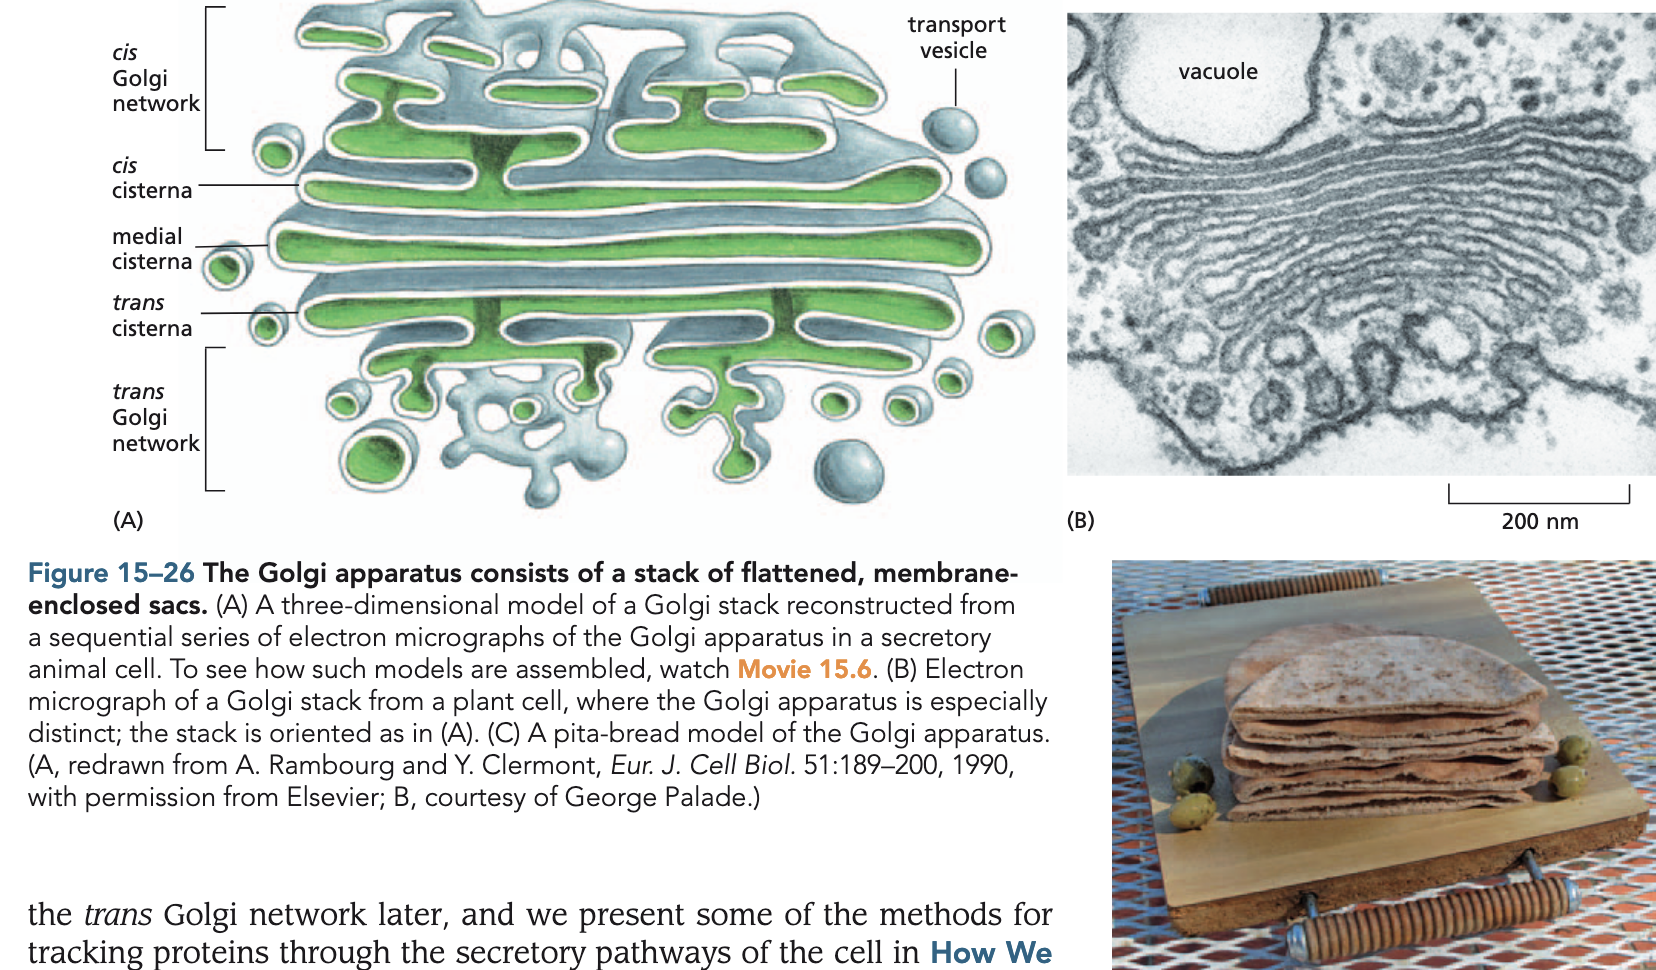 cis
Golgi
network
cis
cisterna
medial
cisterna
trans
cisterna
trans
Golgi
network
transport
vesicle
(A)
vacuole
(B)
200 nm
Figure 15–26 The Golgi apparatus consists of a stack of flattened, membrane-
enclosed sacs. (A) A three-dimensional model of a Golgi stack reconstructed from
a sequential series of electron micrographs of the Golgi apparatus in a secretory
animal cell. To see how such models are assembled, watch Movie 15.6. (B) Electron
micrograph of a Golgi stack from a plant cell, where the Golgi apparatus is especially
distinct; the stack is oriented as in (A). (C) A pita-bread model of the Golgi apparatus.
(A, redrawn from A. Rambourg and Y. Clermont, Eur. J. Cell Biol. 51:189–200, 1990,
with permission from Elsevier; B, courtesy of George Palade.)
the trans Golgi network later, and we present some of the methods for
tracking proteins through the secretory pathways of the cell in How We